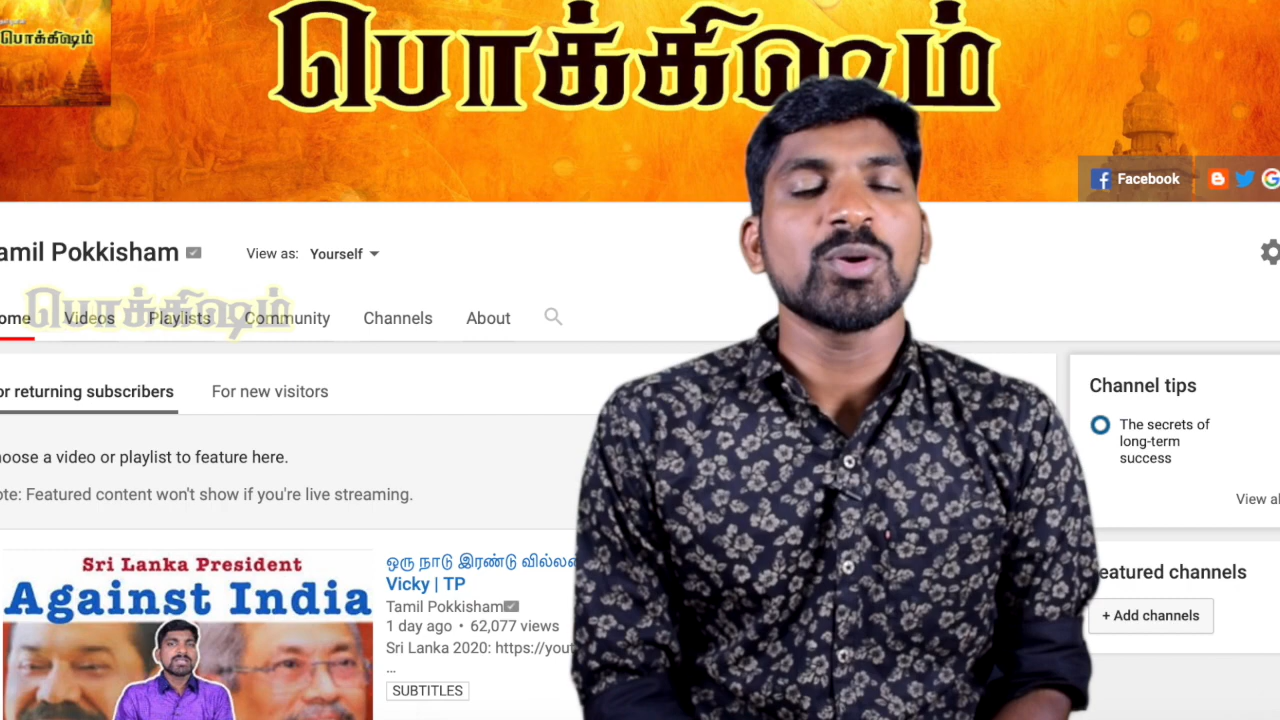 பொக்கிஷம்
பொக்கிஷம்
Facebook
amil Pokkisham
View as: Yourself
பொக்கிஷம்
ome Videos Playlists Community Channels About
or returning subscribers For new visitors
hoose a video or playlist to feature here.
ote: Featured content won't show if you're live streaming.
Channel tips
The secrets of
long-term
success
View al
Sri Lanka President
Against India
ஒரு நாடு இரண்டு வில்லன்
Vicky | TP
Tamil Pokkisham
1 day ago • 62,077 views
Sri Lanka 2020: https://yout
...
SUBTITLES
eatured channels
+ Add channels